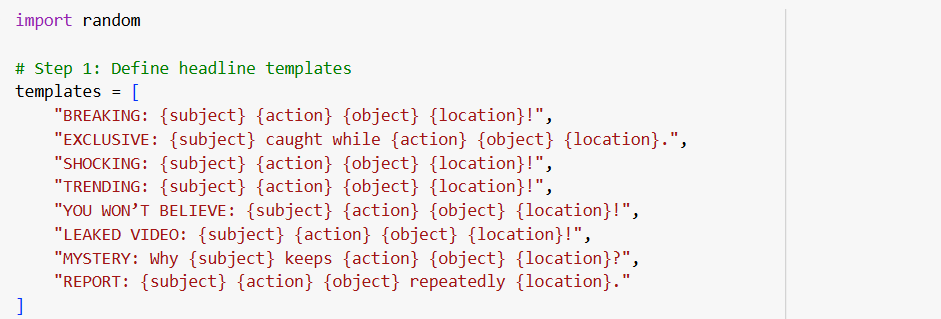 import random
# Step 1: Define headline templates
templates = [
"BREAKING: {subject} {action} {object} {location}!",
"EXCLUSIVE: {subject} caught while {action} {object} {location}.",
"SHOCKING: {subject} {action} {object} {location}!",
"TRENDING: {subject} {action} {object} {location}!",
"YOU WON’T BELIEVE: {subject} {action} {object} {location}!",
"LEAKED VIDEO: {subject} {action} {object} {location}!",
"MYSTERY: Why {subject} keeps {action} {object} {location}?",
"REPORT: {subject} {action} {object} repeatedly {location}."
]